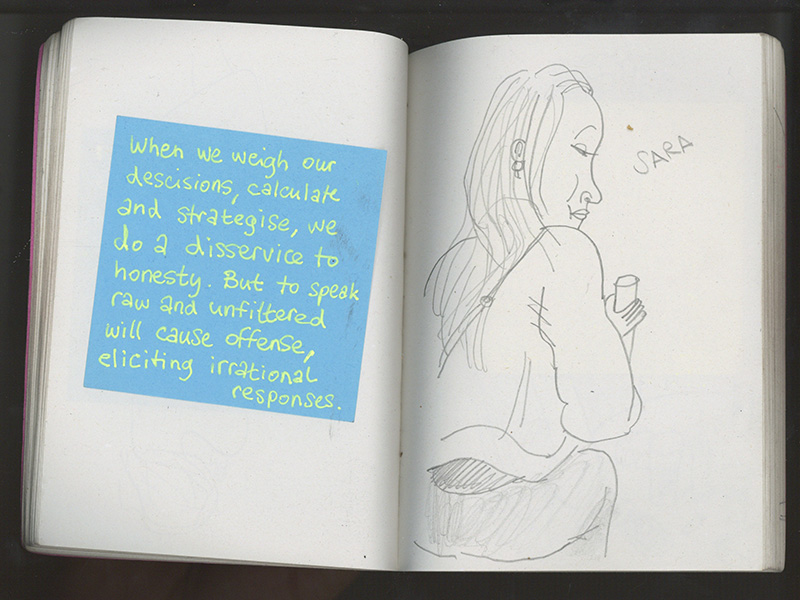 When we weigh our
descisions, calculate
and strategise, we
do a disservice to
honesty. But to speak
raw and unfiltered
will cause offense,
eliciting irrational
responses.
SARA